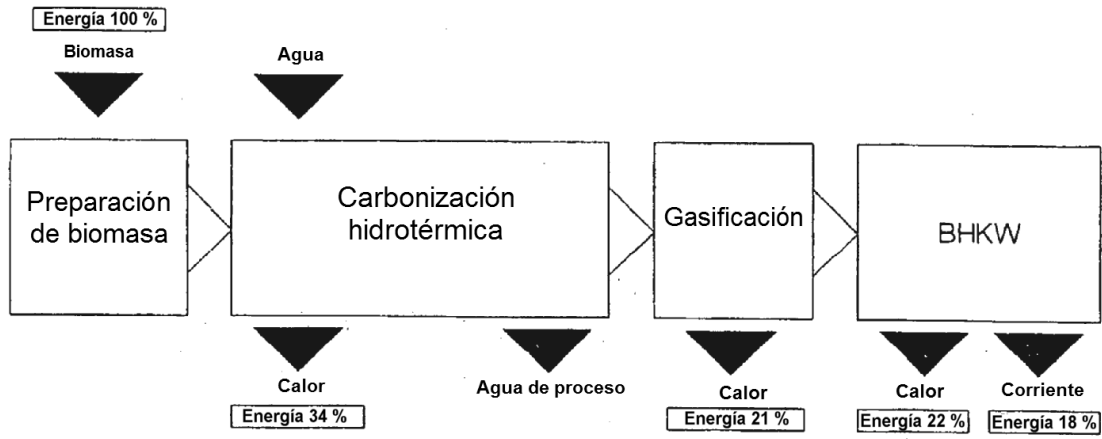 Energía 100 %
Biomasa
Agua
Preparación
de biomasa
Carbonización
hidrotérmica
Gasificación
BHKW
Calor
Energía 34 %
Agua de proceso
Calor
Energía 21 %
Calor
Energía 22 %
Corriente
Energía 18 %